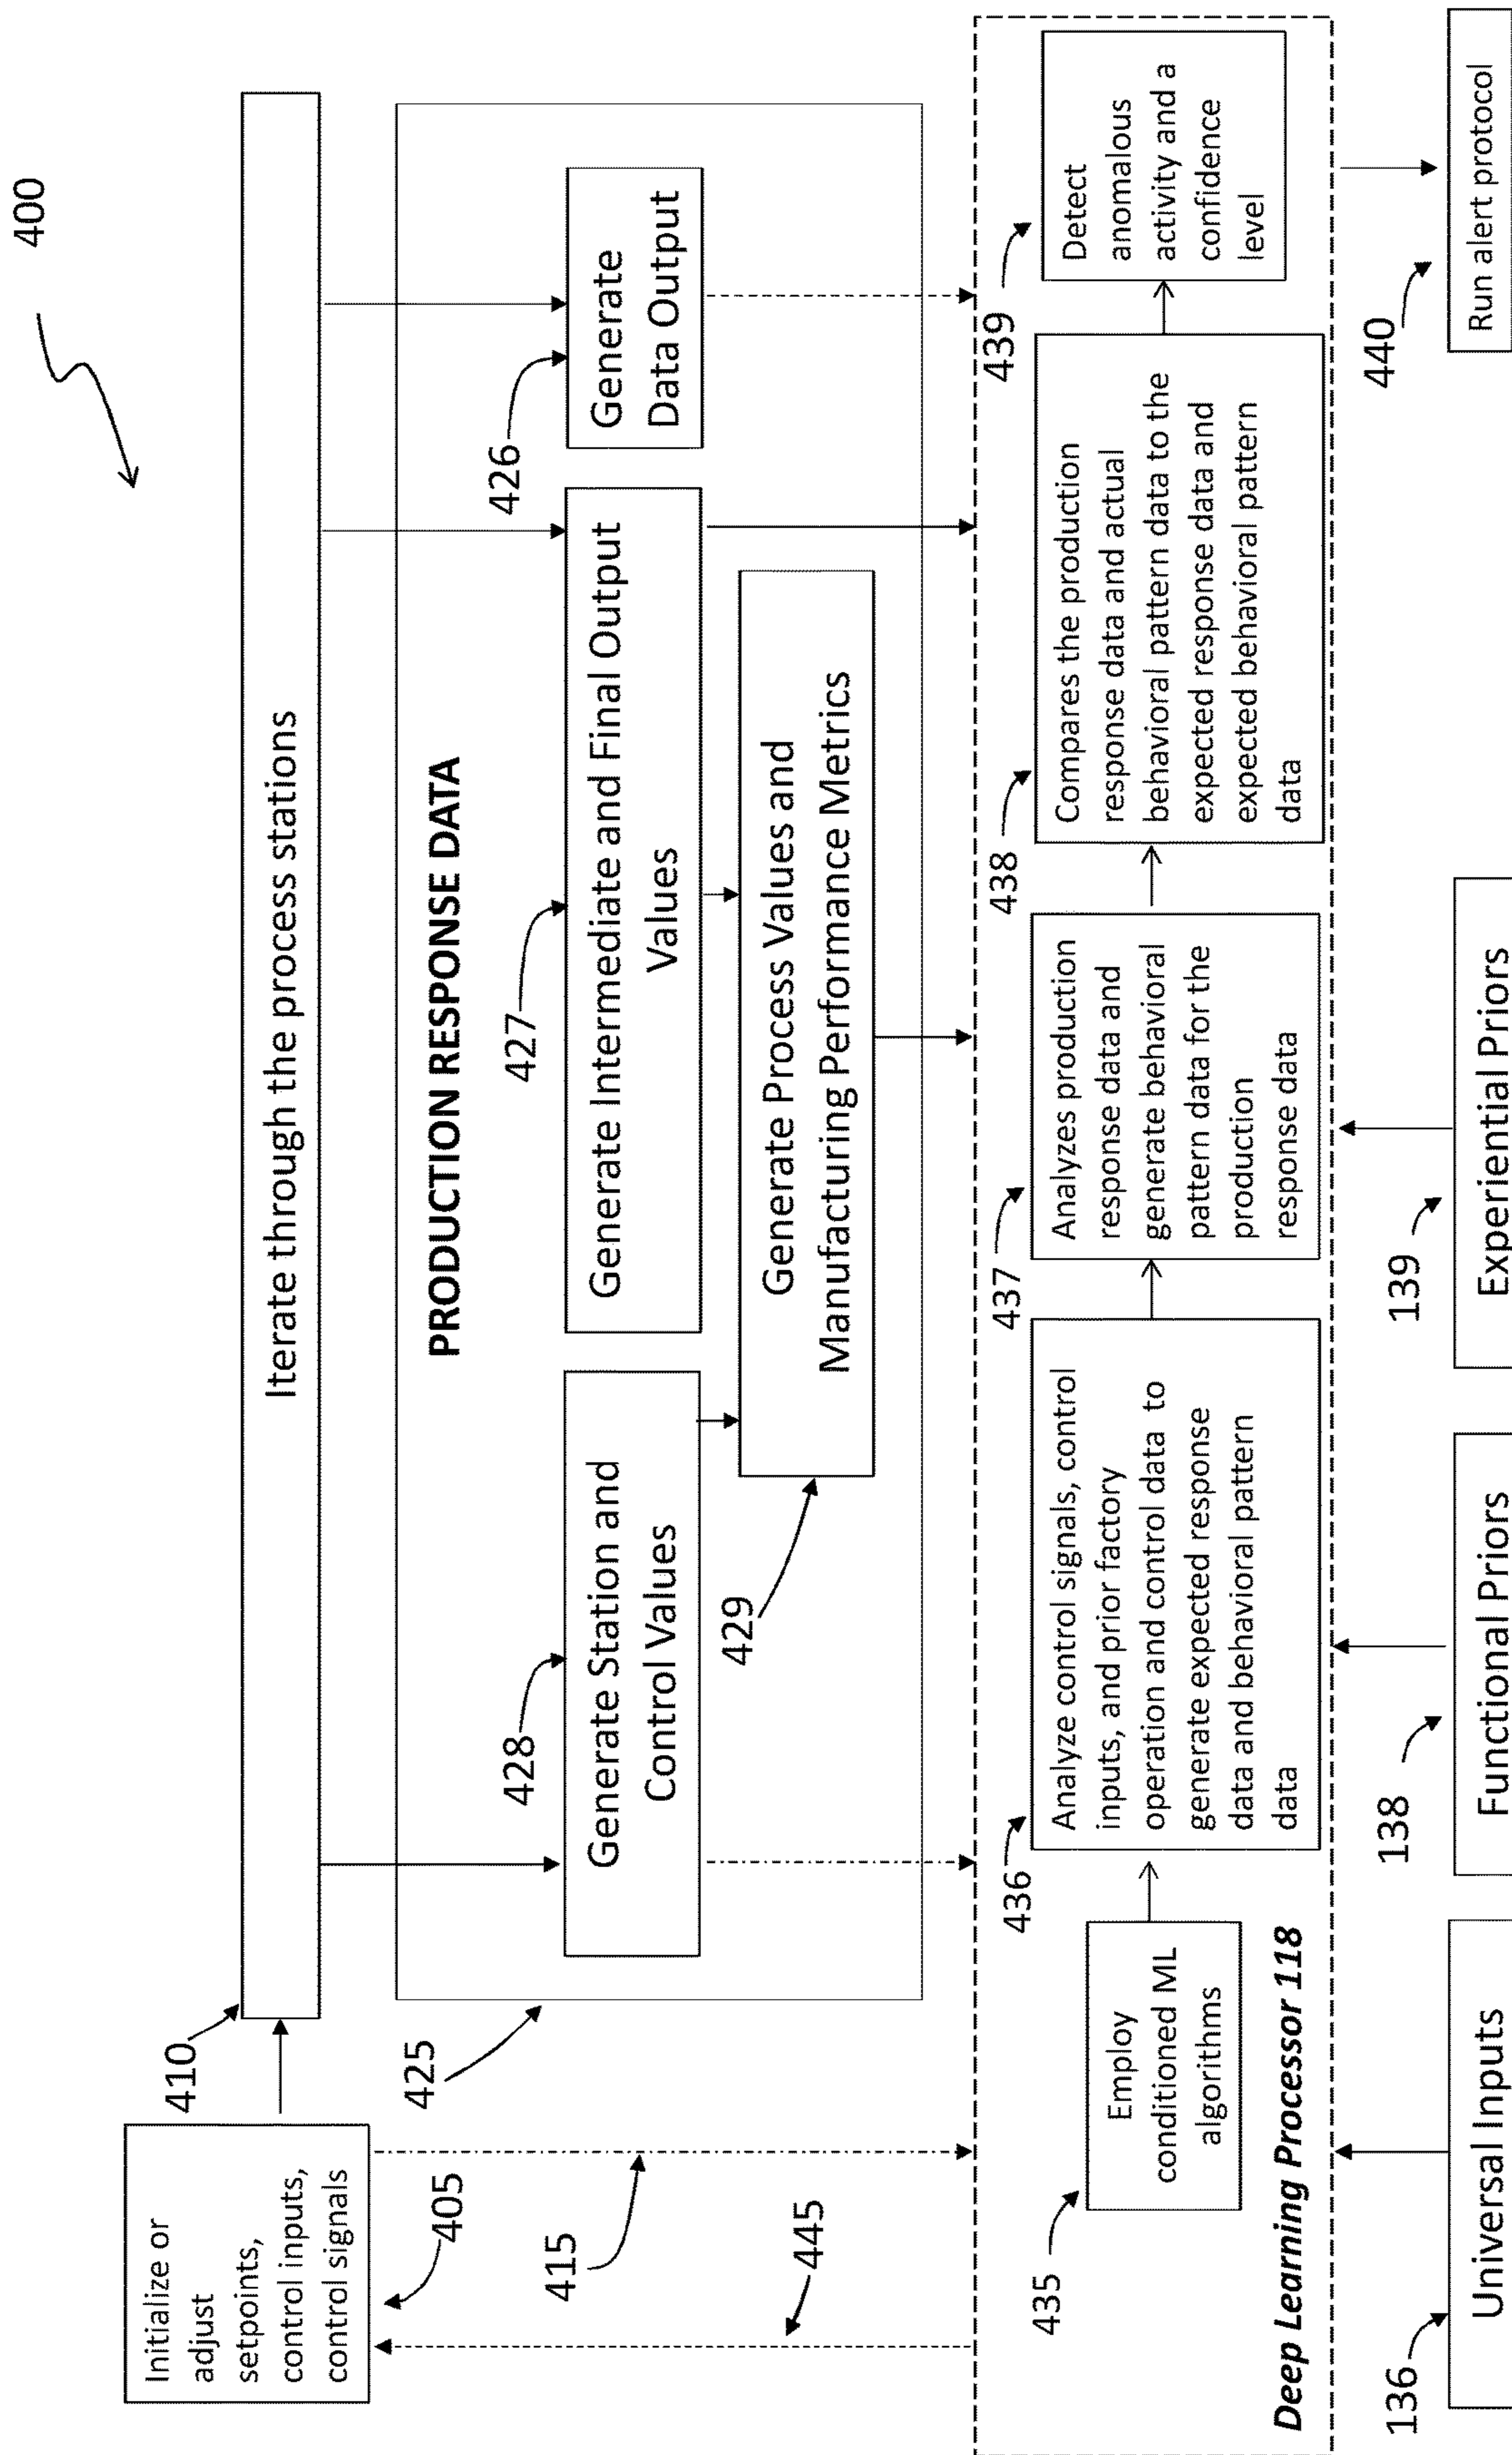 400
Initialize or
adjust
setpoints,
control inputs,
control signals
405
410
Iterate through the process stations
415
445
425
PRODUCTION RESPONSE DATA
428
Generate Station and
Control Values
427
Generate Intermediate and Final Output
Values
426
Generate
Data Output
429
Generate Process Values and
Manufacturing Performance Metrics
435
Employ
conditioned ML
algorithms
436
Analyze control signals, control
inputs, and prior factory
operation and control data to
generate expected response
data and behavioral pattern
data
437
Analyzes production
response data and
generate behavioral
pattern data for the
production
response data
438
Compares the production
response data and actual
behavioral pattern data to the
expected response data and
expected behavioral pattern
data
439
Detect
anomalous
activity and a
confidence
level
Deep Learning Processor 118
136
Universal Inputs
138
Functional Priors
139
Experiential Priors
440
Run alert protocol